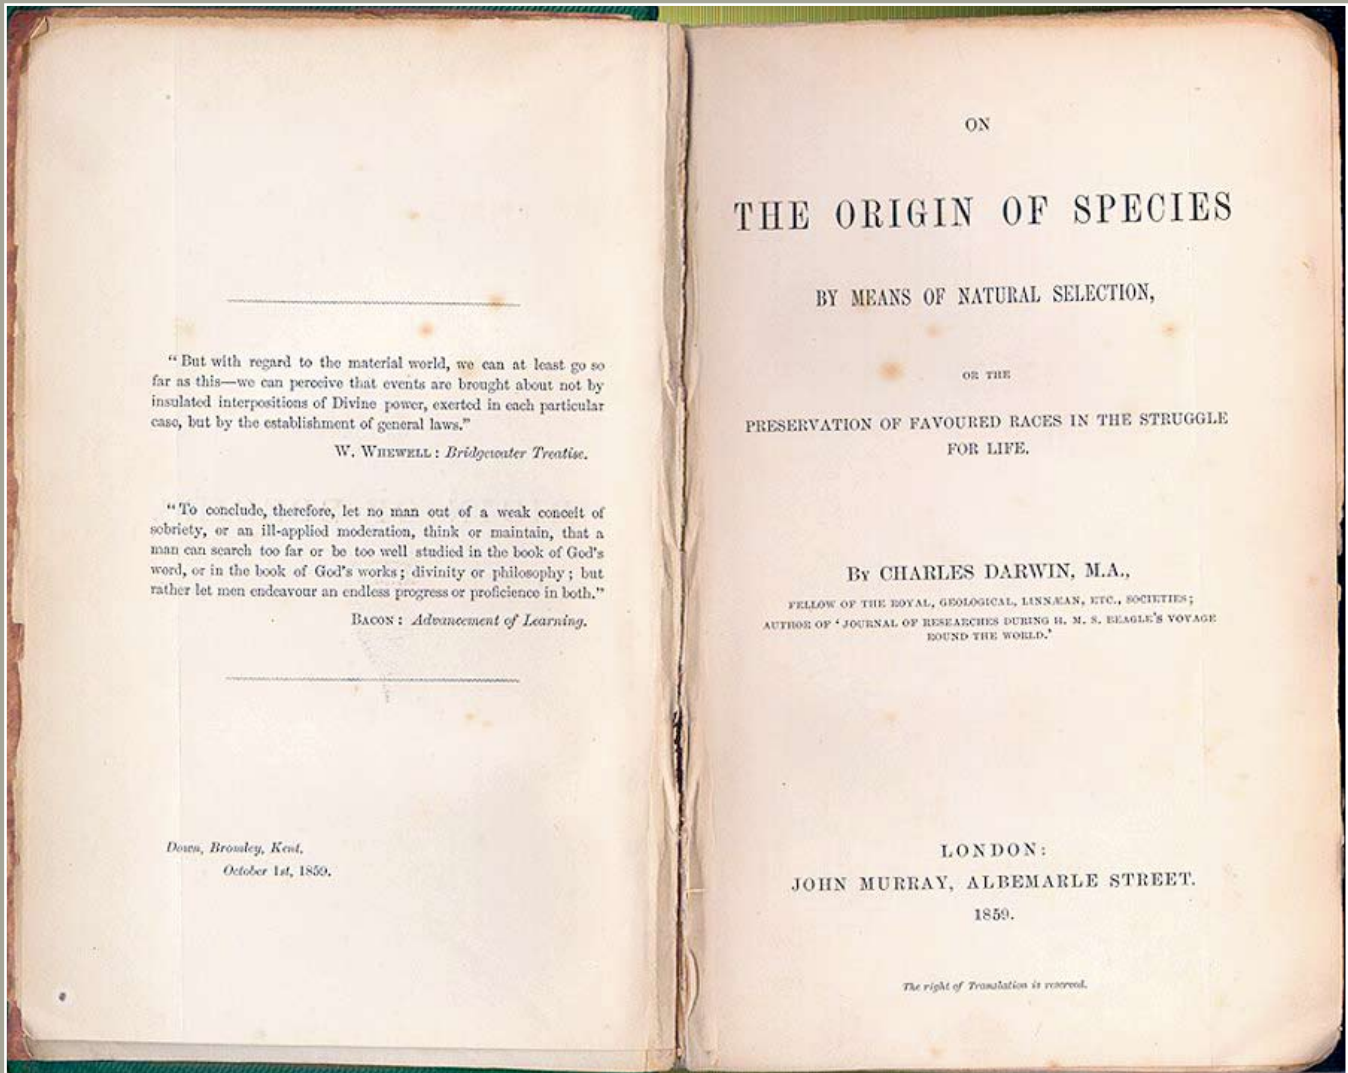 “But with regard to the material world, we can at least go so
far as this—we can perceive that events are brought about not by
insulated interpositions of Divine power, exerted in each particular
case, but by the establishment of general laws.”
W. WHEWELL: Bridgewater Treatise.
“To conclude, therefore, let no man out of a weak conceit of
sobriety, or an ill-applied moderation, think or maintain, that a
man can search too far or be too well studied in the book of God's
word, or in the book of God's works; divinity or philosophy; but
rather let men endeavour an endless progress or proficience in both.”
BACON: Advancement of Learning.
Down, Bromley, Kent,
October 1st, 1859.
ON
THE ORIGIN OF SPECIES
BY MEANS OF NATURAL SELECTION,
OR THE
PRESERVATION OF FAVOURED RACES IN THE STRUGGLE
FOR LIFE.
BY CHARLES DARWIN, M.A.,
FELLOW OF THE ROYAL, GEOLOGICAL, LINNÆAN, ETC., SOCIETIES;
AUTHOR OF ‘JOURNAL OF RESEARCHES DURING H. M. S. BEAGLE'S VOYAGE
ROUND THE WORLD.’
LONDON:
JOHN MURRAY, ALBEMARLE STREET.
1859.
The right of Translation is reserved.